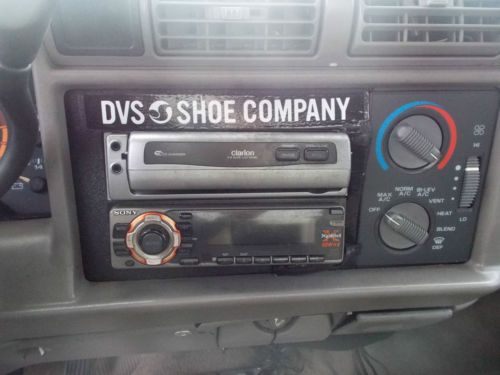 DVS SHOE COMPANY
clarion
SONY
HI
LO
MAX A/C
NORM A/C
BI-LEV A/C
VENT
OFF
HEAT
BLEND
DEF